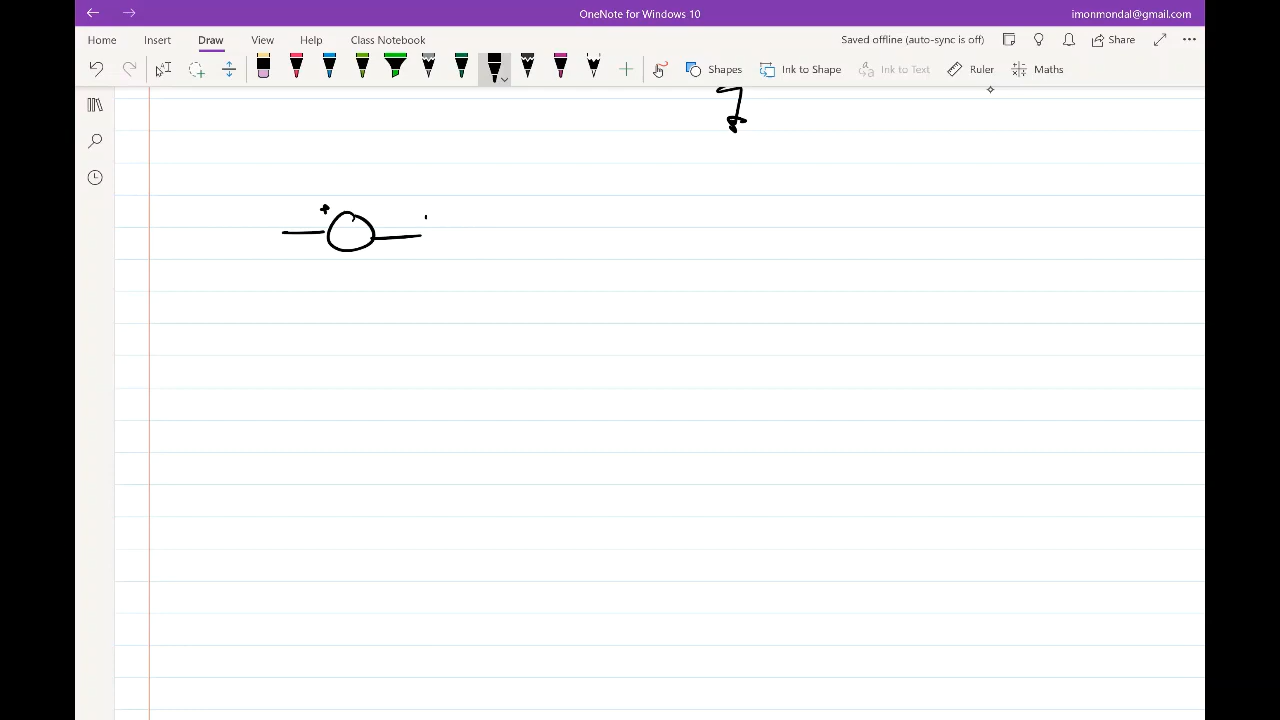 OneNote for Windows 10
imonmondal@gmail.com
Home Insert Draw View Help Class Notebook
Saved offline (auto-sync is off) Share
Shapes Ink to Shape Ink to Text Ruler Maths
+